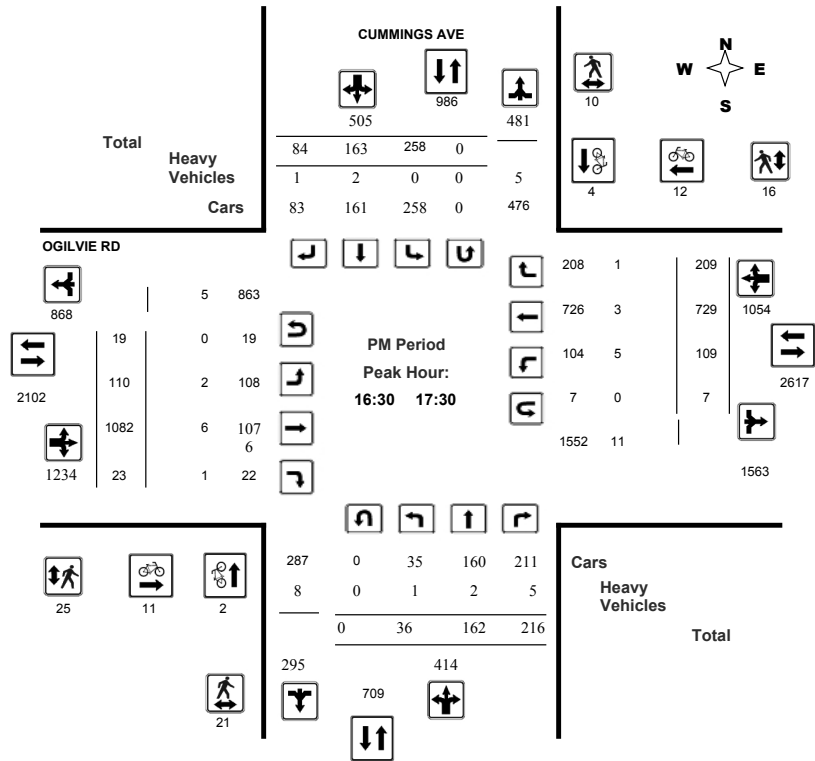 CUMMINGS AVE
N
W E
S
986
10
505 481
Total 84 163 258 0
Heavy
Vehicles 1 2 0 0 5
4 12 16
Cars 83 161 258 0 476
OGILVIE RD
208 1 209
5 863
868
726 3 729 1054
19 0 19
PM Period
104 5 109
Peak Hour:
2617
110 2 108
2102
16:30 17:30
7 0 7
1082 6 107
6
1552 11
1234 23 1 22
1563
287 0 35 160 211 Cars
8 0 1 2 5 Heavy
Vehicles
25 11 2
0 36 162 216 Total
295 414
709
21